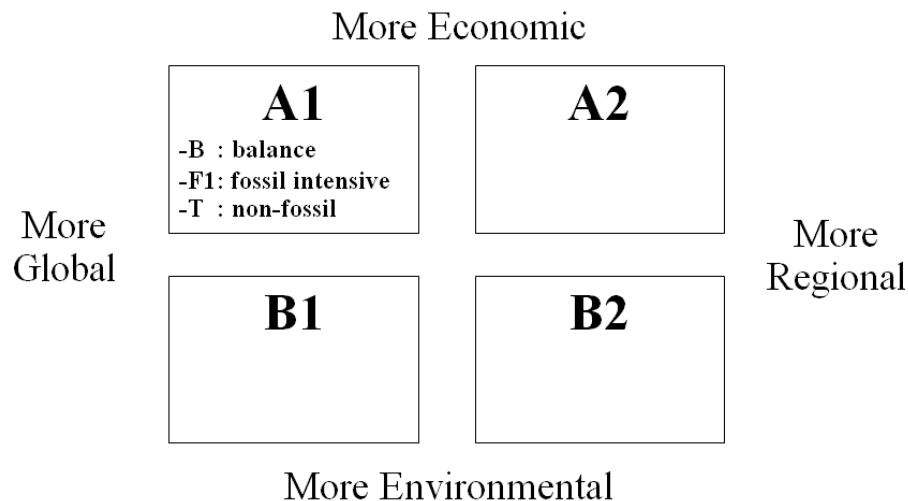 More Economic
A1
-B : balance
-F1: fossil intensive
-T : non-fossil
A2
More
Global
More
Regional
B1
B2
More Environmental